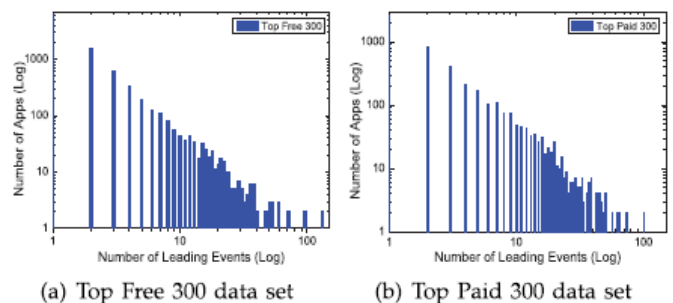 Top Free 300
1000
100
10
1
1
10
100
Number of Apps (Log)
Number of Leading Events (Log)
(a) Top Free 300 data set
Top Paid 300
1000
100
10
1
1
10
100
Number of Apps (Log)
Number of Leading Events (Log)
(b) Top Paid 300 data set